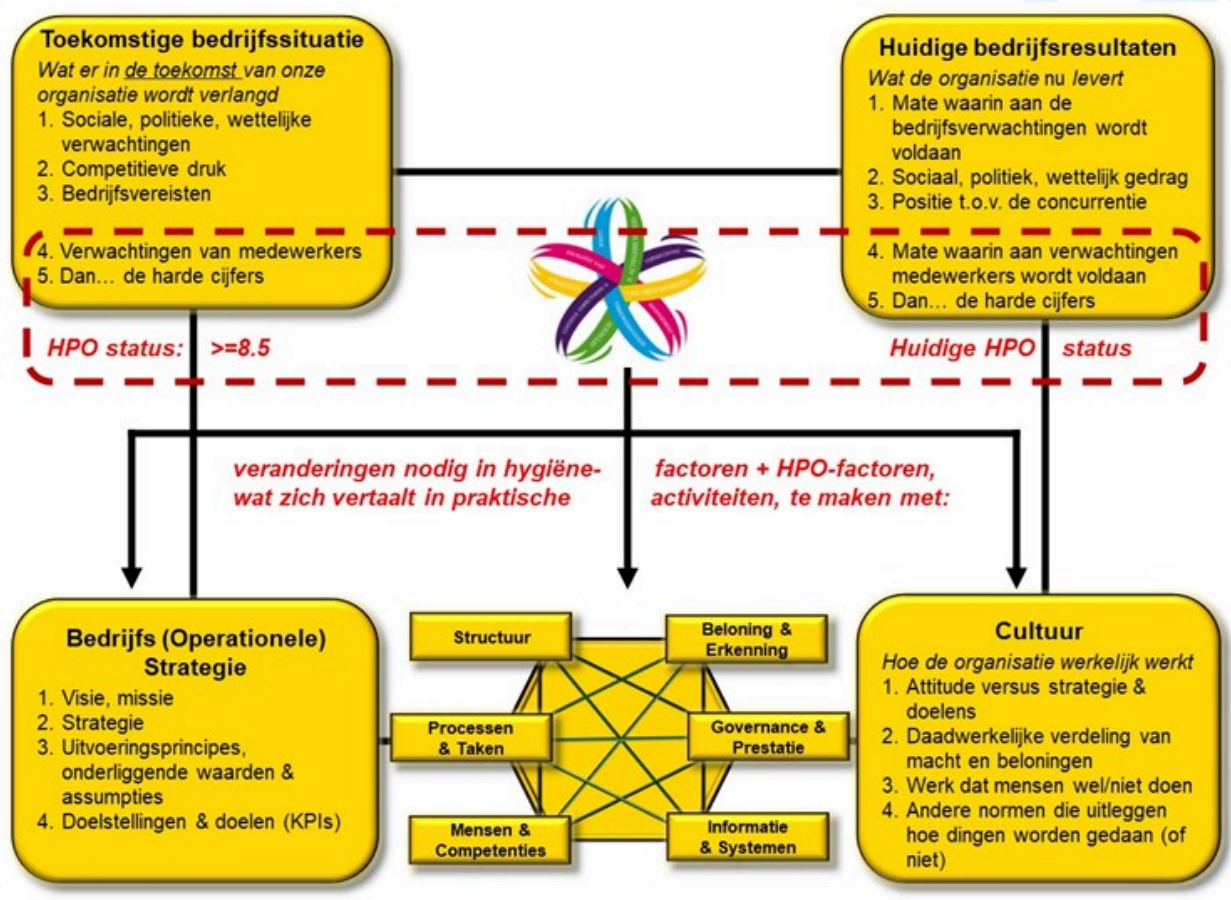 Toekomstige bedrijfssituatie
Wat er in de toekomst van onze
organisatie wordt verlangd
1. Sociale, politieke, wettelijke
verwachtingen
2. Competitieve druk
3. Bedrijfsvereisten
4. Verwachtingen van medewerkers
5. Dan... de harde cijfers
Huidige bedrijfsresultaten
Wat de organisatie nu levert
1. Mate waarin aan de
bedrijfsverwachtingen wordt
voldaan
2. Sociaal, politiek, wettelijk gedrag
3. Positie t.o.v. de concurrentie
4. Mate waarin aan verwachtingen
medewerkers wordt voldaan
5. Dan... de harde cijfers
HPO status: >=8.5
Huidige HPO status
veranderingen nodig in hygiëne- factoren + HPO-factoren,
wat zich vertaalt in praktische activiteiten, te maken met:
Bedrijfs (Operationele)
Strategie
1. Visie, missie
2. Strategie
3. Uitvoeringsprincipes,
onderliggende waarden &
assumpties
4. Doelstellingen & doelen (KPIs)
Structuur
Beloning &
Erkenning
Processen
& Taken
Governance &
Prestatie
Mensen &
Competenties
Informatie
& Systemen
Cultuur
Hoe de organisatie werkelijk werkt
1. Attitude versus strategie &
doelens
2. Daadwerkelijke verdeling van
macht en beloningen
3. Werk dat mensen wel/niet doen
4. Andere normen die uitleggen
hoe dingen worden gedaan (of
niet)